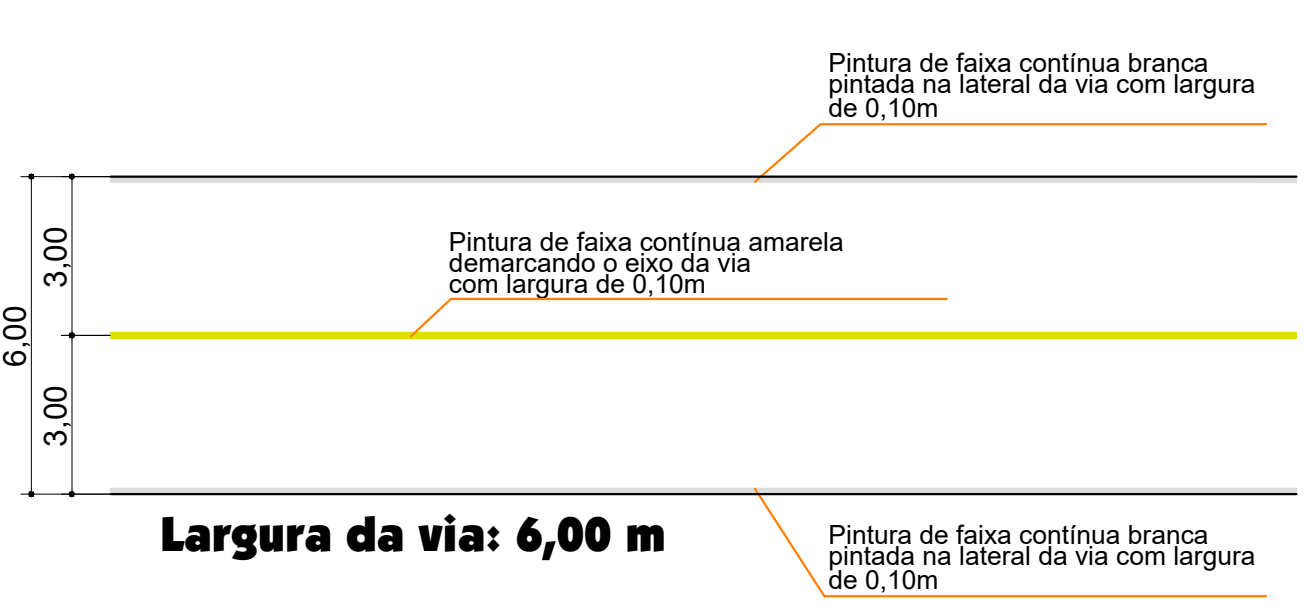 Pintura de faixa contínua branca
pintada na lateral da via com largura
de 0,10m
3,00
Pintura de faixa contínua amarela
demarcando o eixo da via
com largura de 0,10m
6,00
3,00
Largura da via: 6,00 m
Pintura de faixa contínua branca
pintada na lateral da via com largura
de 0,10m